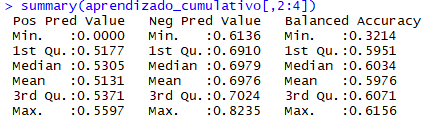 > summary(aprendizado_cumulativo[,2:4])
Pos Pred Value Neg Pred Value Balanced Accuracy
Min. :0.0000 Min. :0.6136 Min. :0.3214
1st Qu.:0.5177 1st Qu.:0.6910 1st Qu.:0.5951
Median :0.5305 Median :0.6979 Median :0.6034
Mean :0.5131 Mean :0.6976 Mean :0.5976
3rd Qu.:0.5371 3rd Qu.:0.7024 3rd Qu.:0.6071
Max. :0.5597 Max. :0.8235 Max. :0.6156